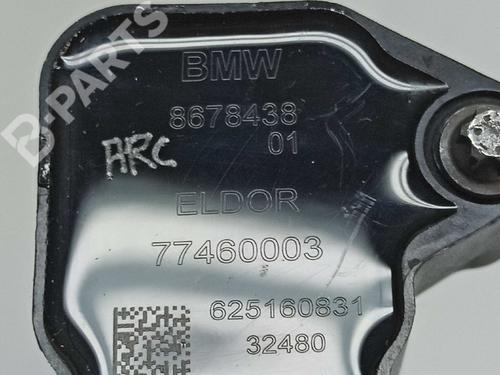 B-PARTS
BMW
8678438
01
ARC
ELDOR
77460003
625160831
32480